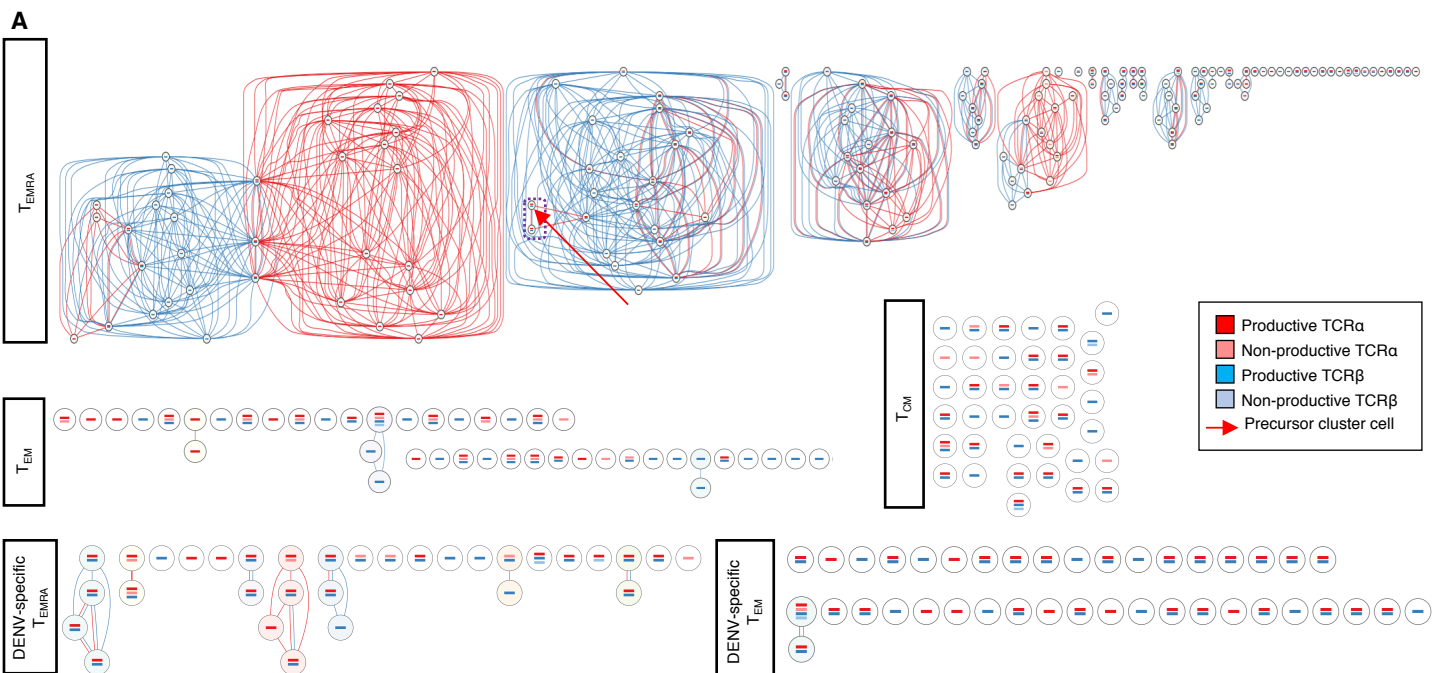 A
TEMRA
Productive TCRα
Non-productive TCRα
Productive TCRβ
Non-productive TCRβ
Precursor cluster cell
TCM
TEM
DENV-specific
TEMRA
DENV-specific
TEM